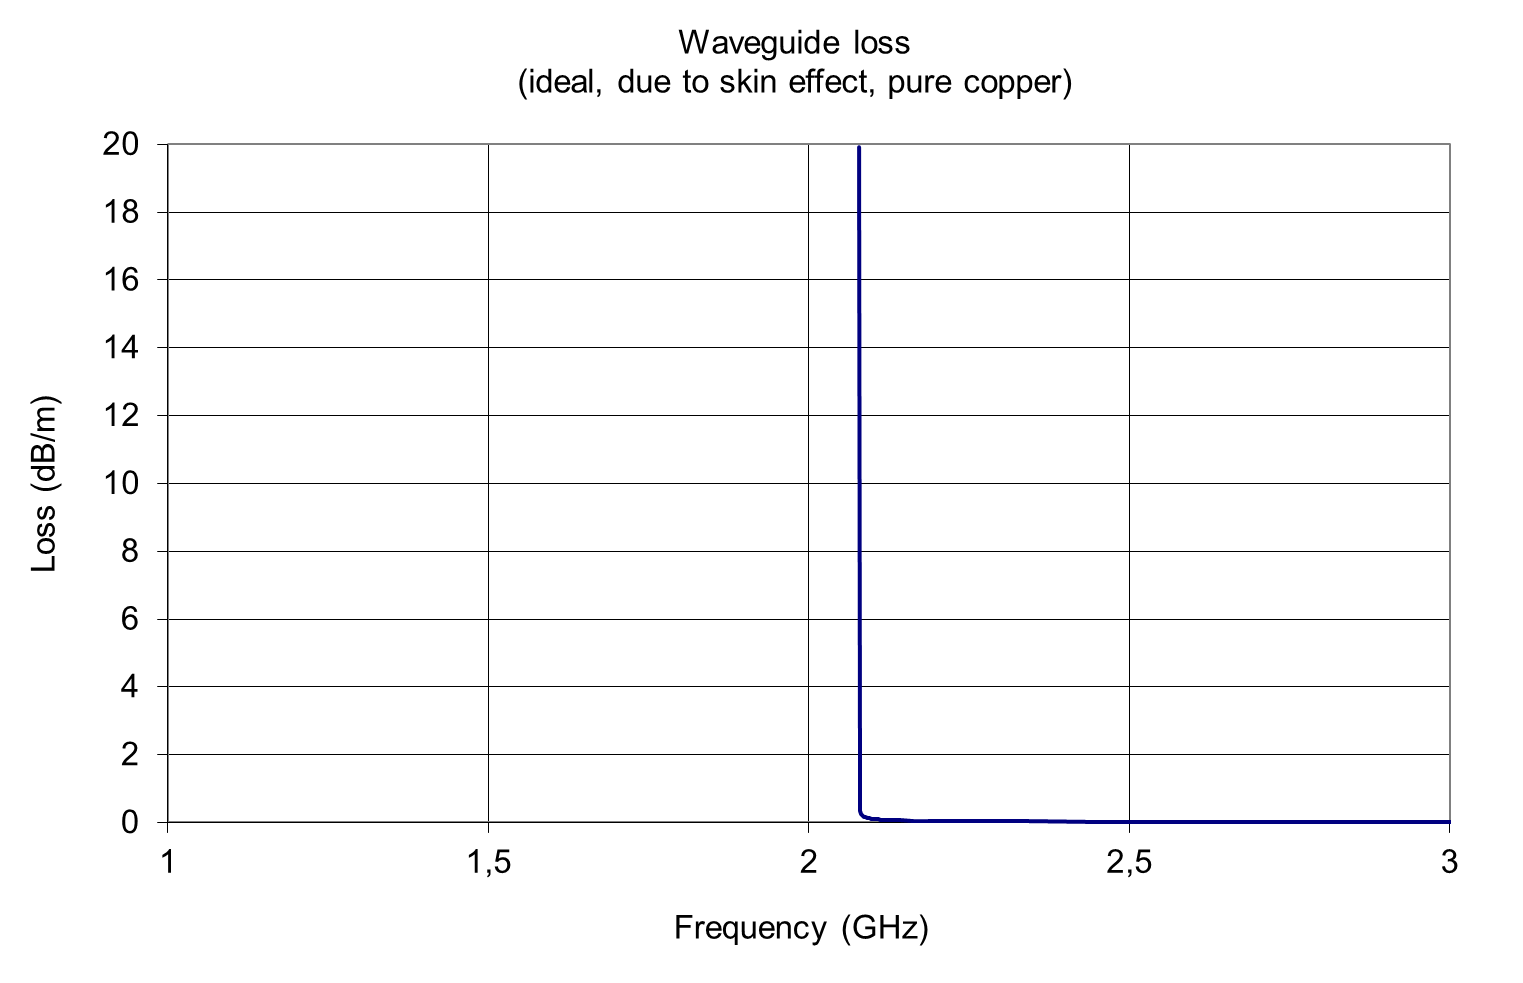 Waveguide loss
(ideal, due to skin effect, pure copper)
20
18
16
14
12
10
8
6
4
2
0
Loss (dB/m)
1 1,5 2 2,5 3
Frequency (GHz)